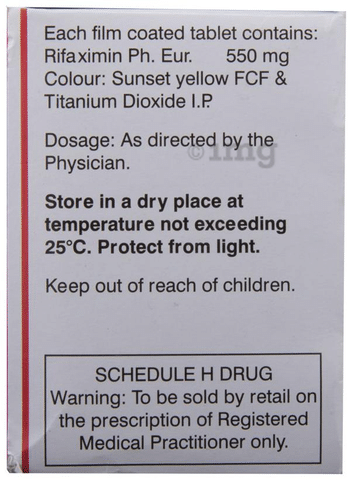 Each film coated tablet contains:
Rifaximin Ph. Eur. 550 mg
Colour: Sunset yellow FCF &
Titanium Dioxide I.P.
Dosage: As directed by the
Physician.
©1mg
Store in a dry place at
temperature not exceeding
25°C. Protect from light.
Keep out of reach of children.
SCHEDULE H DRUG
Warning: To be sold by retail on
the prescription of Registered
Medical Practitioner only.